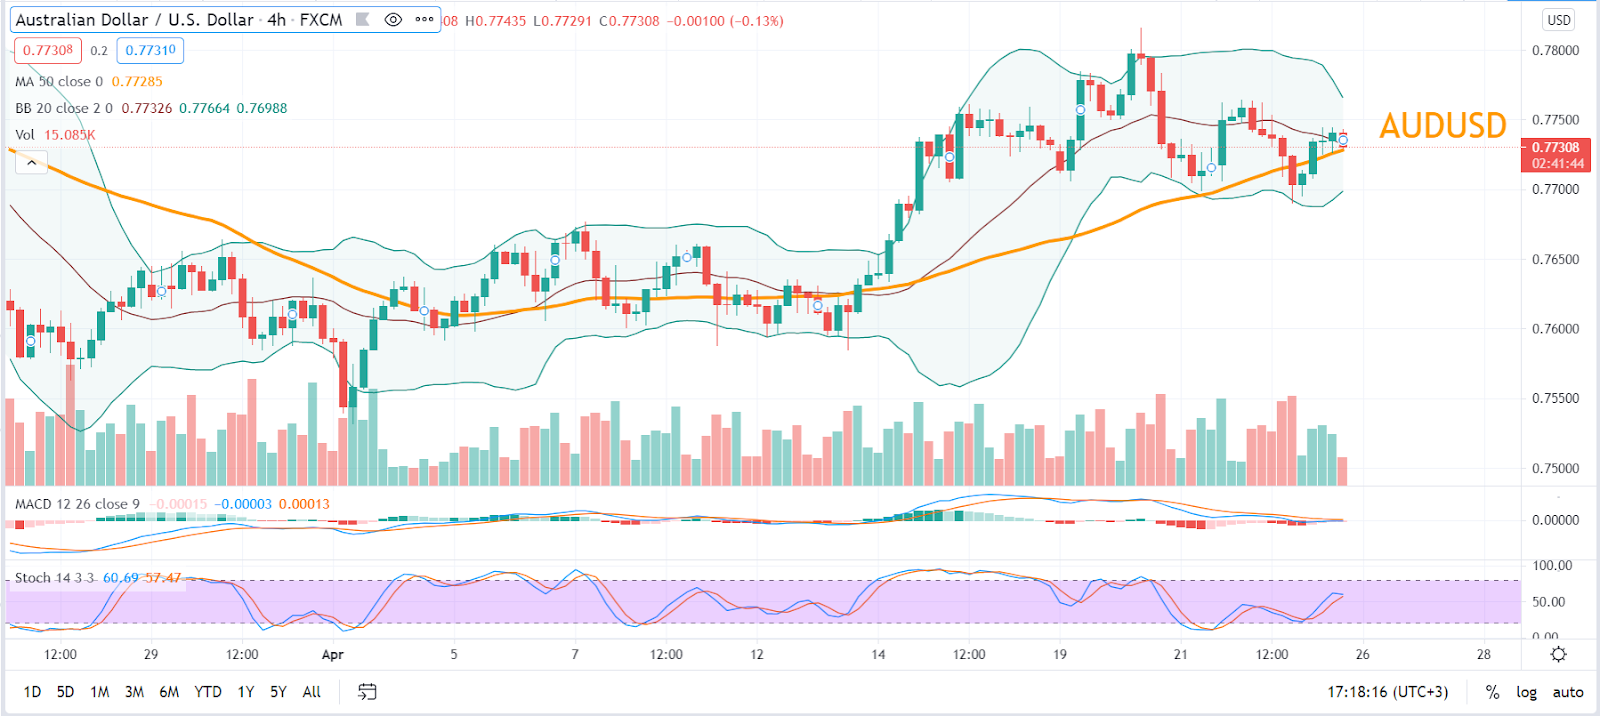 Australian Dollar / U.S. Dollar · 4h · FXCM 08 H0.77435 L0.77291 C0.77308 −0.00100 (−0.13%)
USD
0.77308 0.2 0.77310
MA 50 close 0 0.77285
BB 20 close 2 0 0.77326 0.77664 0.76988
Vol 15.085K
AUDUSD
0.78000
0.77500
0.77308
02:41:44
0.77000
0.76500
0.76000
0.75500
0.75000
MACD 12 26 close 9 −0.00015 −0.00003 0.00013
0.00000
Stoch 14 3 3 60.69 57.47
100.00
50.00
0.00
12:00 29 12:00 Apr 5 7 12:00 12 14 12:00 19 21 12:00 26 28
1D 5D 1M 3M 6M YTD 1Y 5Y All 17:18:16 (UTC+3) % log auto